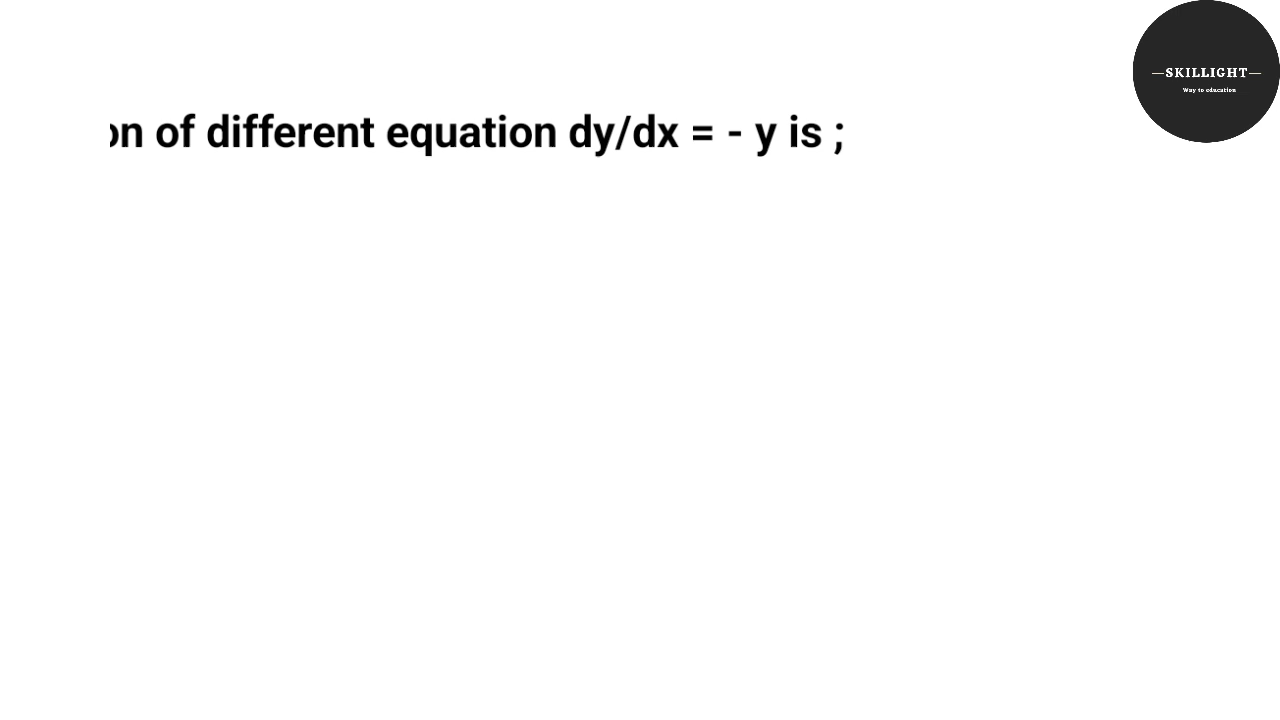 on of different equation dy/dx = - y is ;
—SKILLIGHT—
Way to education